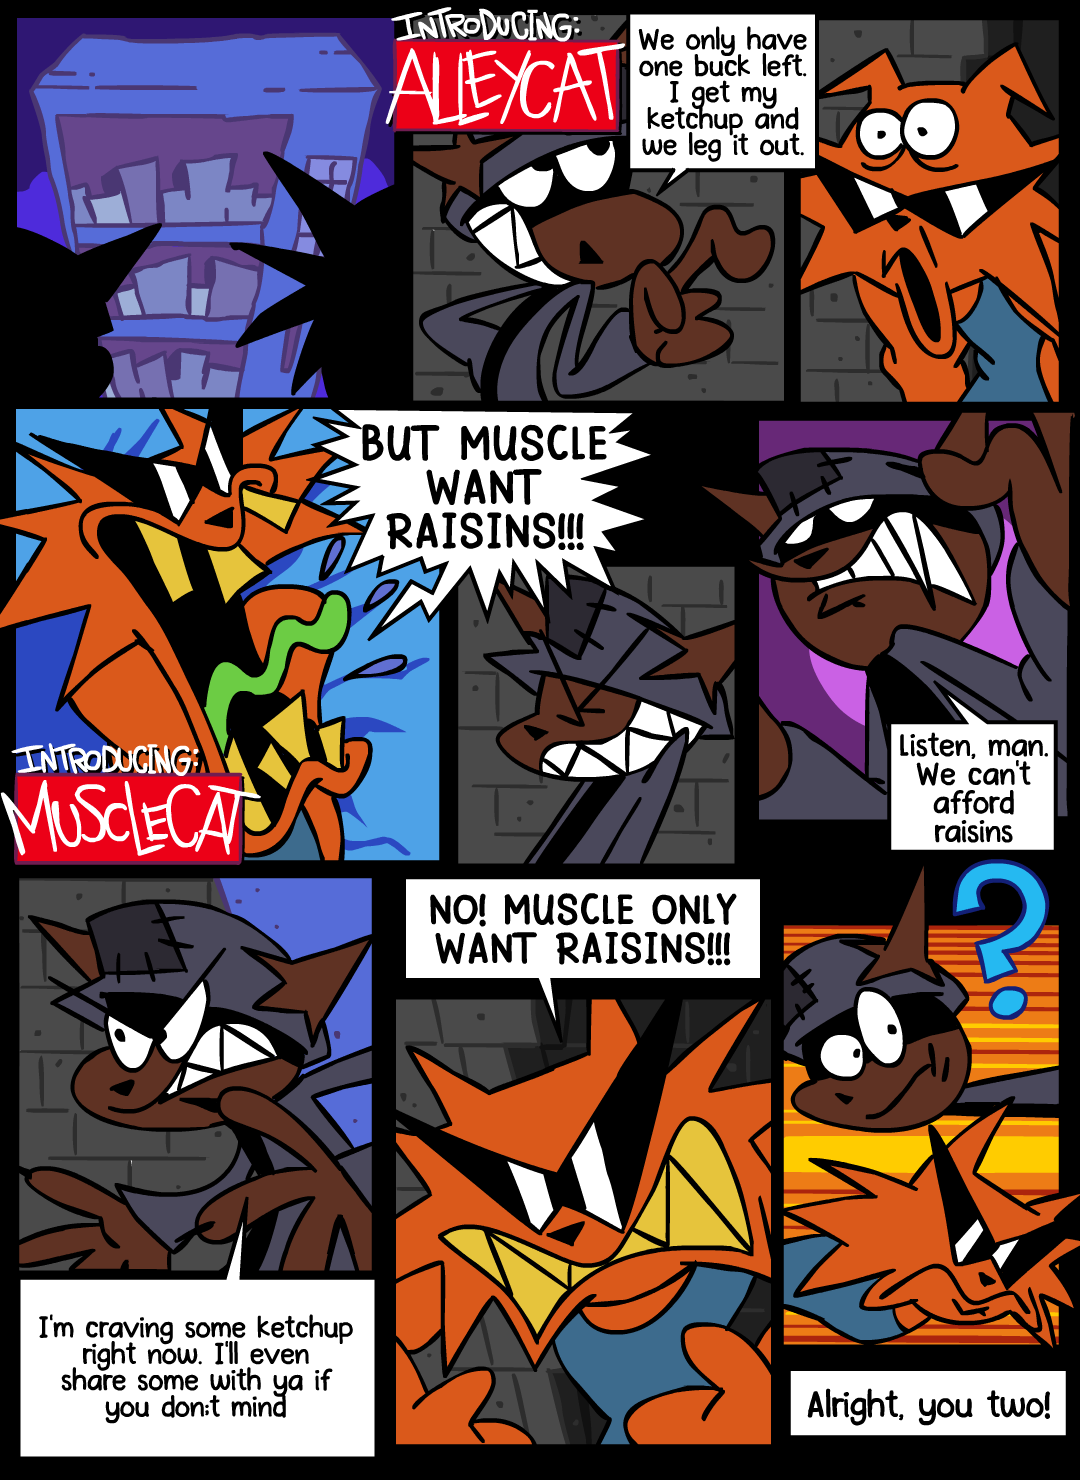 INTRODUCING:
ALLEYCAT
We only have
one buck left.
I get my
ketchup and
we leg it out.
BUT MUSCLE
WANT
RAISINS!!!
INTRODUCING:
MUSCLECAT
Listen, man.
We can't
afford
raisins
I'm craving some ketchup
right now. I'll even
share some with ya if
you don;t mind
NO! MUSCLE ONLY
WANT RAISINS!!!
?
Alright, you two!